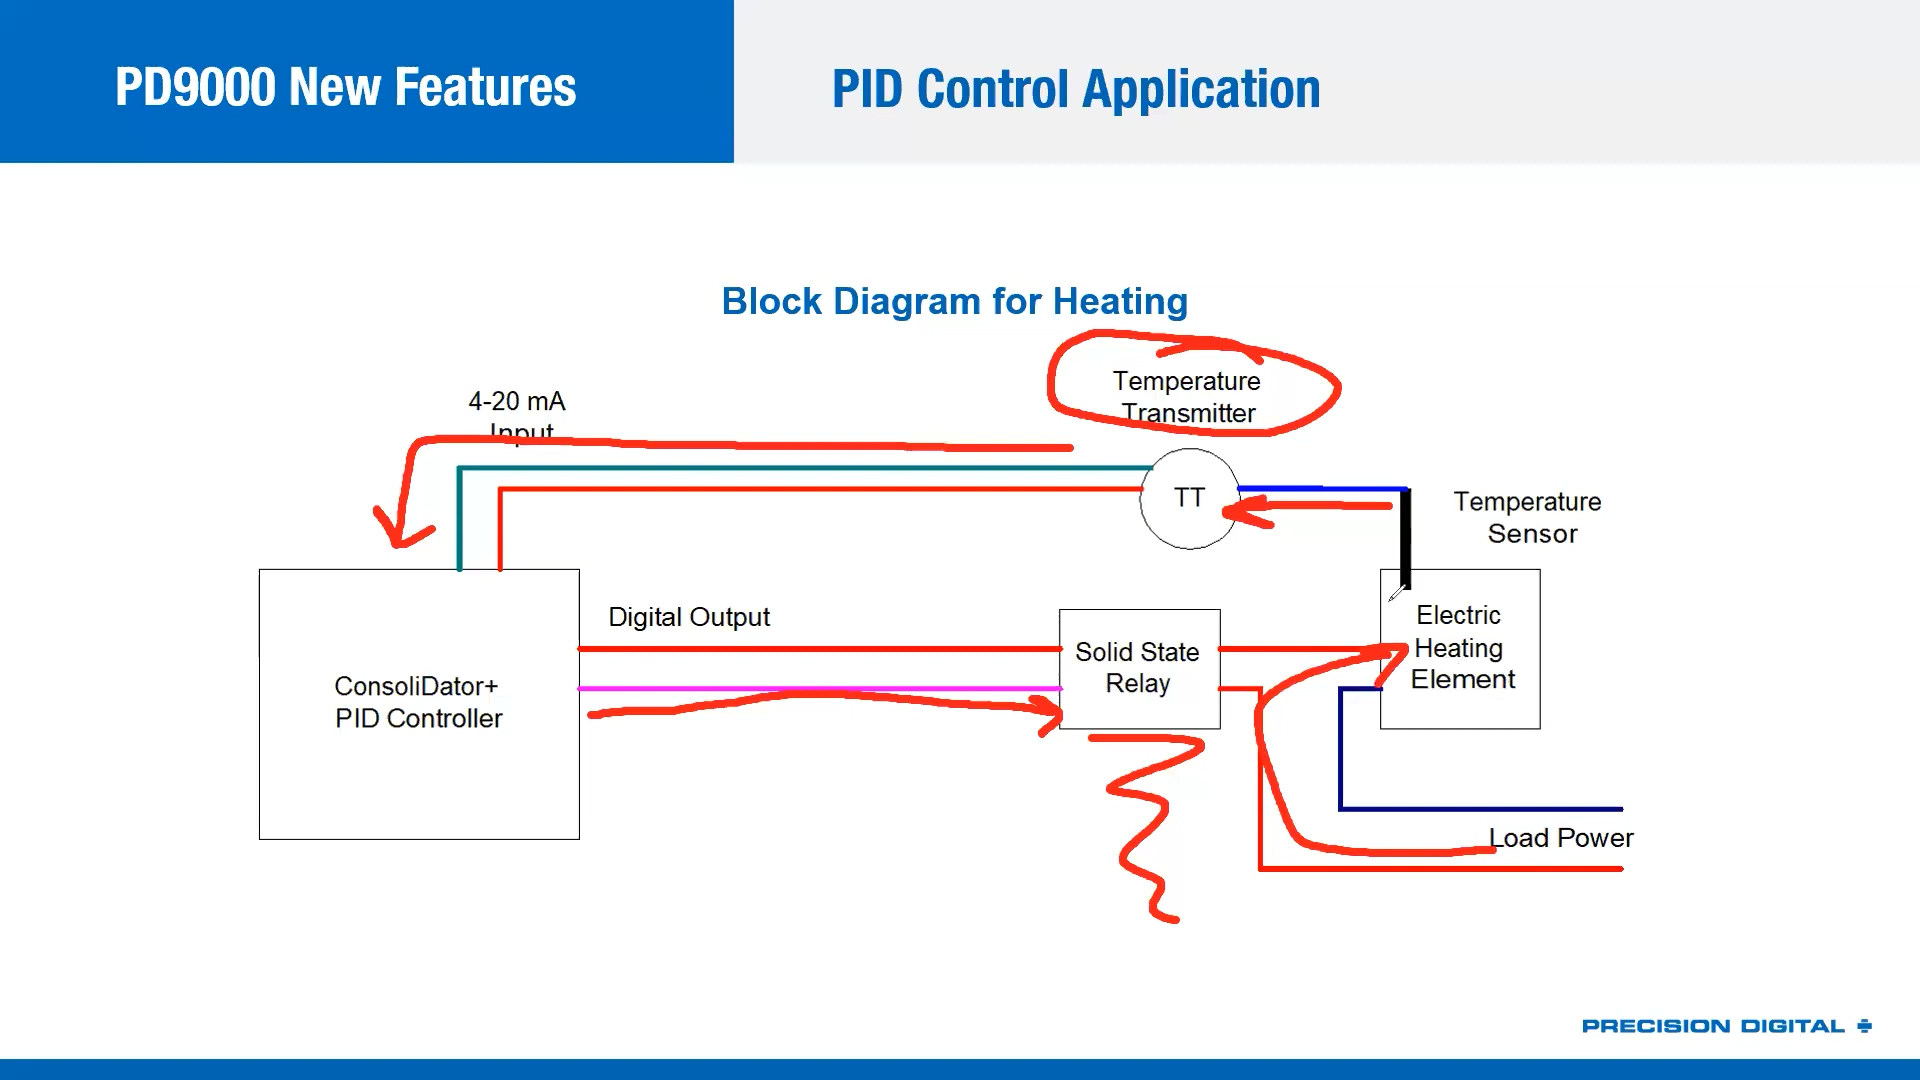 PD9000 New Features
PID Control Application
Block Diagram for Heating
4-20 mA
Input
Temperature
Transmitter
TT
Temperature
Sensor
Digital Output
Solid State
Relay
Electric
Heating
Element
ConsoliDator+
PID Controller
Load Power
PRECISION DIGITAL